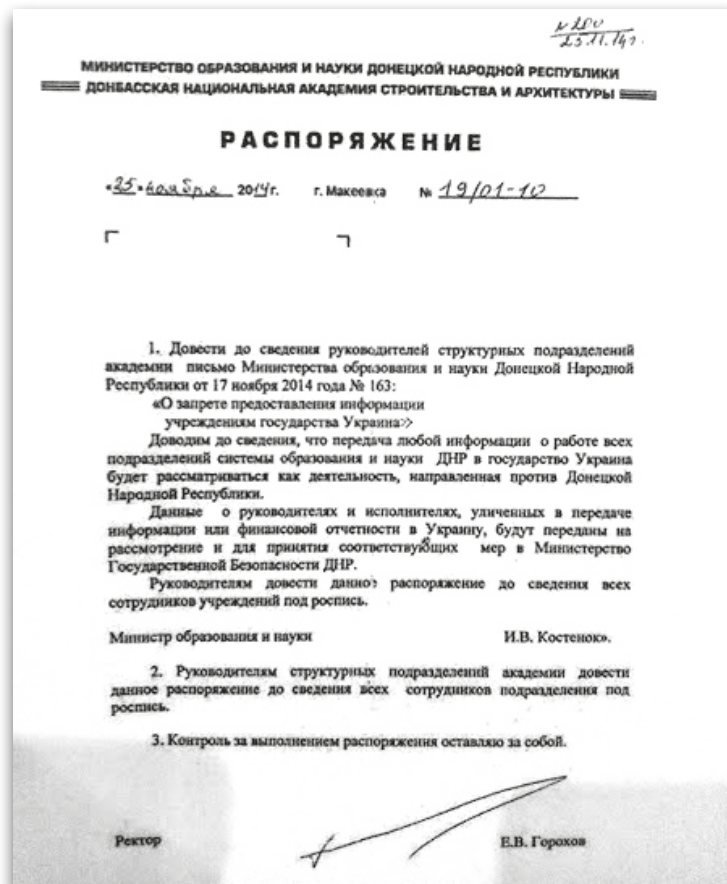 25.11.14г.
МИНИСТЕРСТВО ОБРАЗОВАНИЯ И НАУКИ ДОНЕЦКОЙ НАРОДНОЙ РЕСПУБЛИКИ
ДОНБАССКАЯ НАЦИОНАЛЬНАЯ АКАДЕМИЯ СТРОИТЕЛЬСТВА И АРХИТЕКТУРЫ
РАСПОРЯЖЕНИЕ
«25» ноября 2014г. г. Макеевка № 19/01-10
1. Довести до сведения руководителей структурных подразделений
академии письмо Министерства образования и науки Донецкой Народной
Республики от 17 ноября 2014 года № 163:
«О запрете предоставления информации
учреждениям государства Украина»
Доводим до сведения, что передача любой информации о работе всех
подразделений системы образования и науки ДНР в государство Украина
будет рассматриваться как деятельность, направленная против Донецкой
Народной Республики.
Данные о руководителях и исполнителях, уличенных в передаче
информации или финансовой отчетности в Украину, будут переданы на
рассмотрение и для принятия соответствующих мер в Министерство
Государственной Безопасности ДНР.
Руководителям довести данное распоряжение до сведения всех
сотрудников учреждений под роспись.
Министр образования и науки И.В. Костенок».
2. Руководителям структурных подразделений академии довести
данное распоряжение до сведения всех сотрудников подразделения под
роспись.
3. Контроль за выполнением распоряжения оставляю за собой.
Ректор Е.В. Горохов